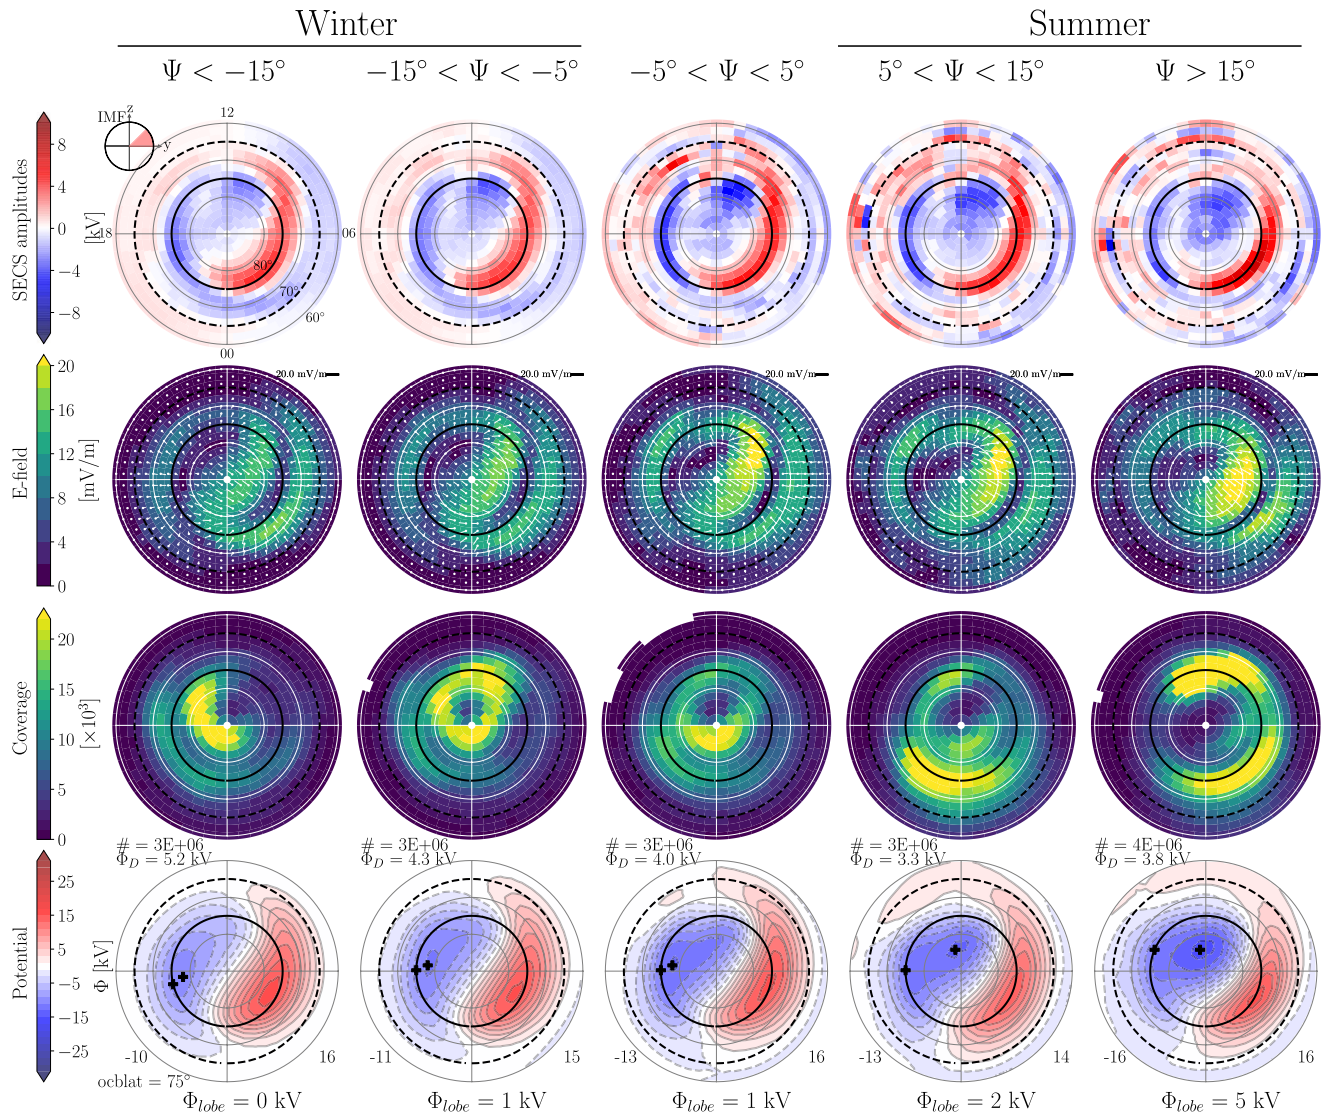 Winter
Summer
Ψ < −15°
−15° < Ψ < −5°
−5° < Ψ < 5°
5° < Ψ < 15°
Ψ > 15°
SECS amplitudes
[kV]
8
4
0
−4
−8
IMF
z
y
12
18
06
00
80°
70°
60°
E-field
[mV/m]
20
16
12
8
4
0
20.0 mV/m
20.0 mV/m
20.0 mV/m
20.0 mV/m
20.0 mV/m
Coverage
[×10³]
20
15
10
5
0
# = 3E+06
Φ_D = 5.2 kV
# = 3E+06
Φ_D = 4.3 kV
# = 3E+06
Φ_D = 4.0 kV
# = 3E+06
Φ_D = 3.3 kV
# = 4E+06
Φ_D = 3.8 kV
Potential
Φ [kV]
25
15
5
−5
−15
−25
-10
16
-11
15
-13
16
-13
14
-16
16
ocblat = 75°
Φ_lobe = 0 kV
Φ_lobe = 1 kV
Φ_lobe = 1 kV
Φ_lobe = 2 kV
Φ_lobe = 5 kV